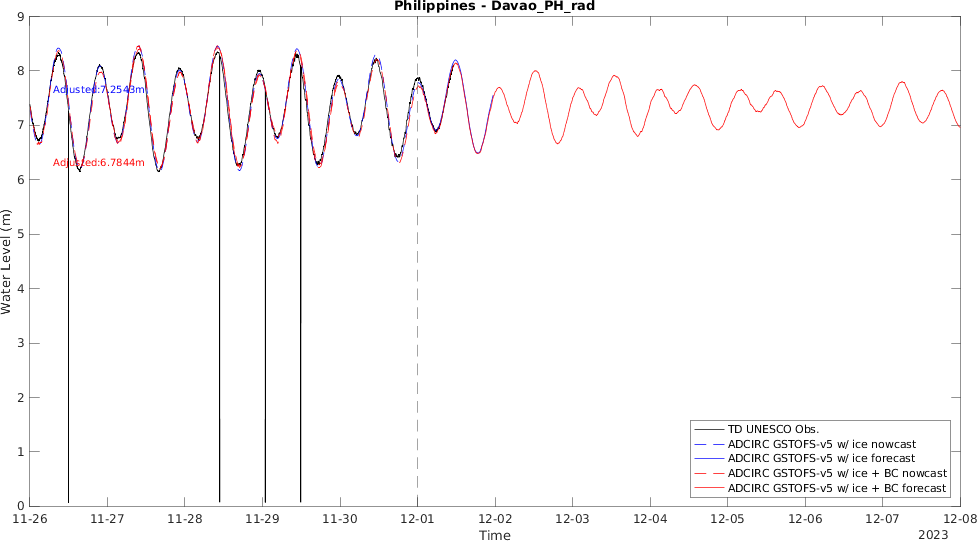 Philippines - Davao_PH_rad
Water Level (m)
9
8
7
6
5
4
3
2
1
0
Adjusted:7.2543m
Adjusted:6.7844m
TD UNESCO Obs.
ADCIRC GSTOFS-v5 w/ ice nowcast
ADCIRC GSTOFS-v5 w/ ice forecast
ADCIRC GSTOFS-v5 w/ ice + BC nowcast
ADCIRC GSTOFS-v5 w/ ice + BC forecast
11-26 11-27 11-28 11-29 11-30 12-01 12-02 12-03 12-04 12-05 12-06 12-07 12-08
Time
2023